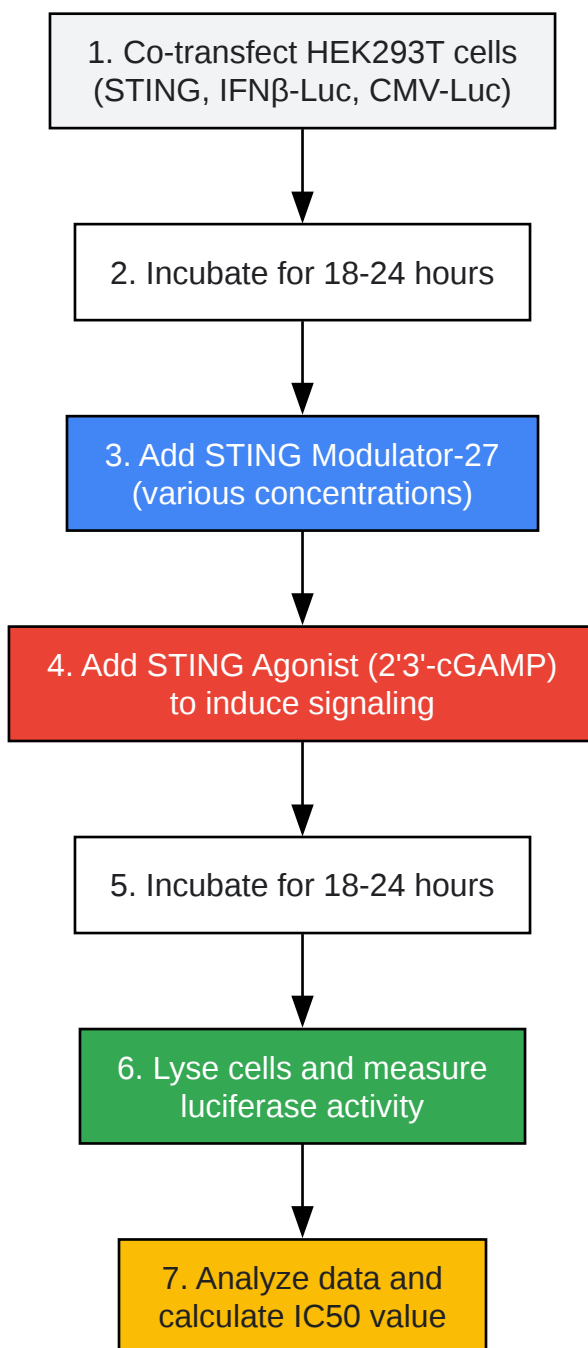 1. Co-transfect HEK293T cells
(STING, IFNβ-Luc, CMV-Luc)
2. Incubate for 18-24 hours
3. Add STING Modulator-27
(various concentrations)
4. Add STING Agonist (2'3'-cGAMP)
to induce signaling
5. Incubate for 18-24 hours
6. Lyse cells and measure
luciferase activity
7. Analyze data and
calculate IC50 value